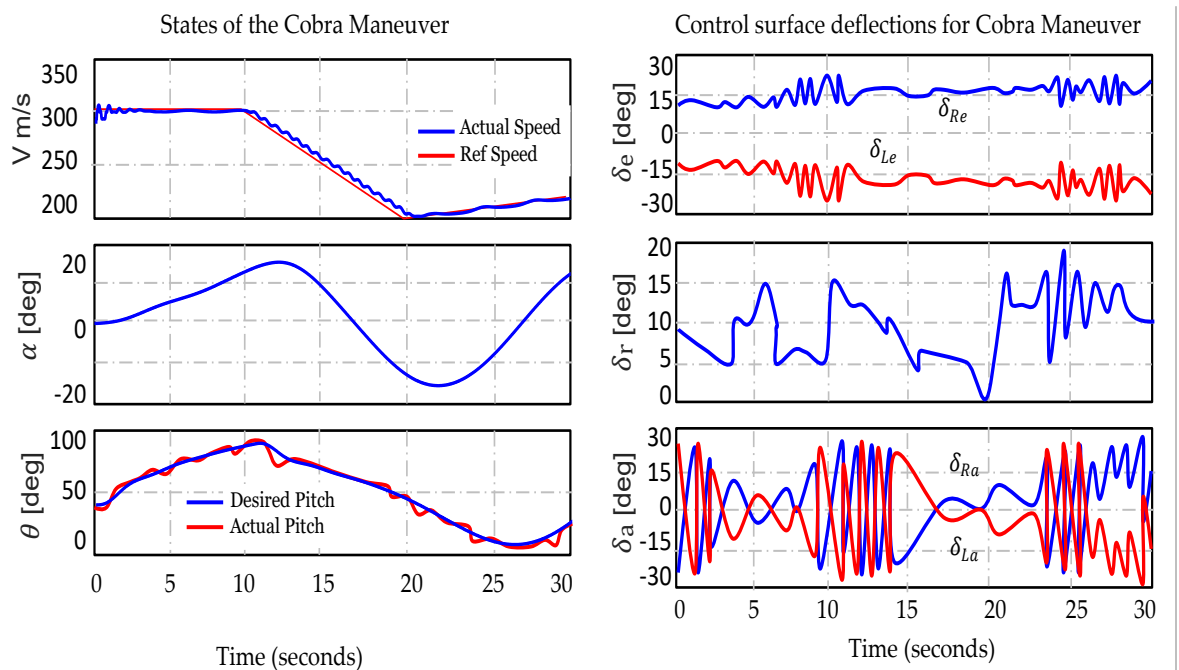 States of the Cobra Maneuver
350
300
250
200
V m/s
Actual Speed
Ref Speed
20
0
-20
α [deg]
100
50
0
θ [deg]
Desired Pitch
Actual Pitch
0 5 10 15 20 25 30
Time (seconds)
Control surface deflections for Cobra Maneuver
30
15
0
-15
-30
δe [deg]
δRe
δLe
20
15
10
5
0
δr [deg]
30
15
0
-15
-30
δa [deg]
δRa
δLa
0 5 10 15 20 25 30
Time (seconds)